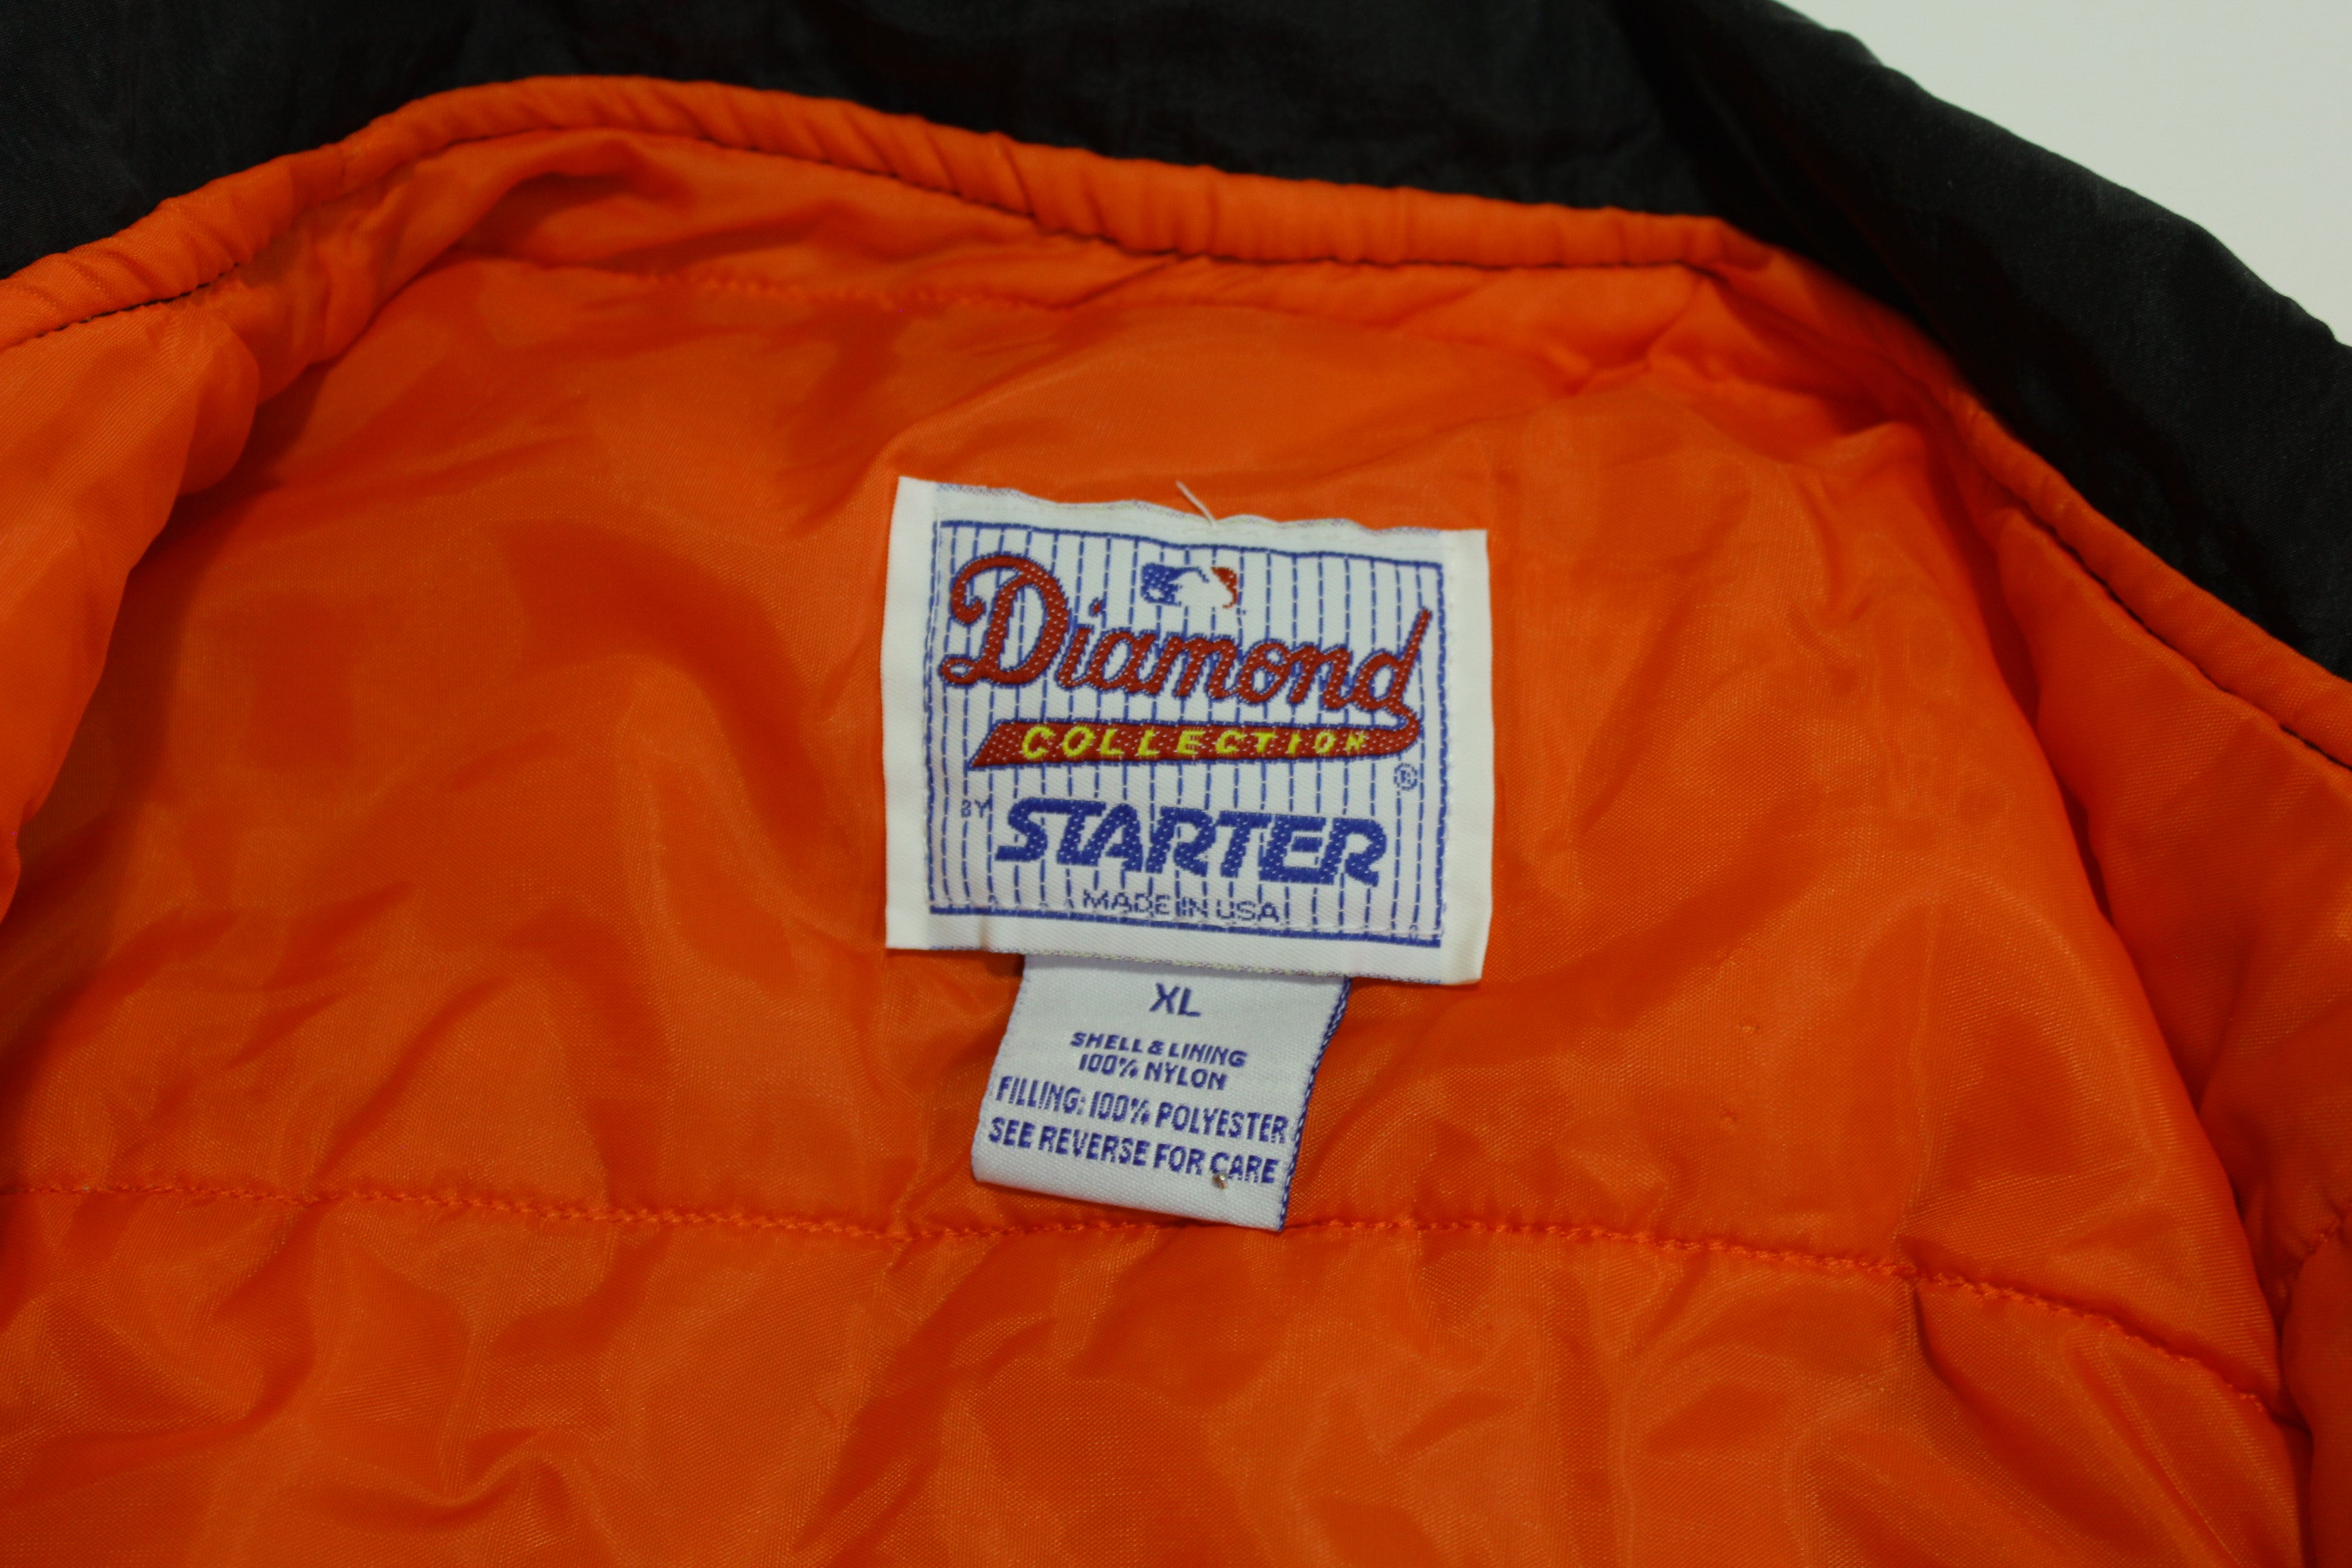 Diamond
COLLECTION
®
BY STARTER
MADE IN USA
XL
SHELL & LINING
100% NYLON
FILLING: 100% POLYESTER
SEE REVERSE FOR CARE